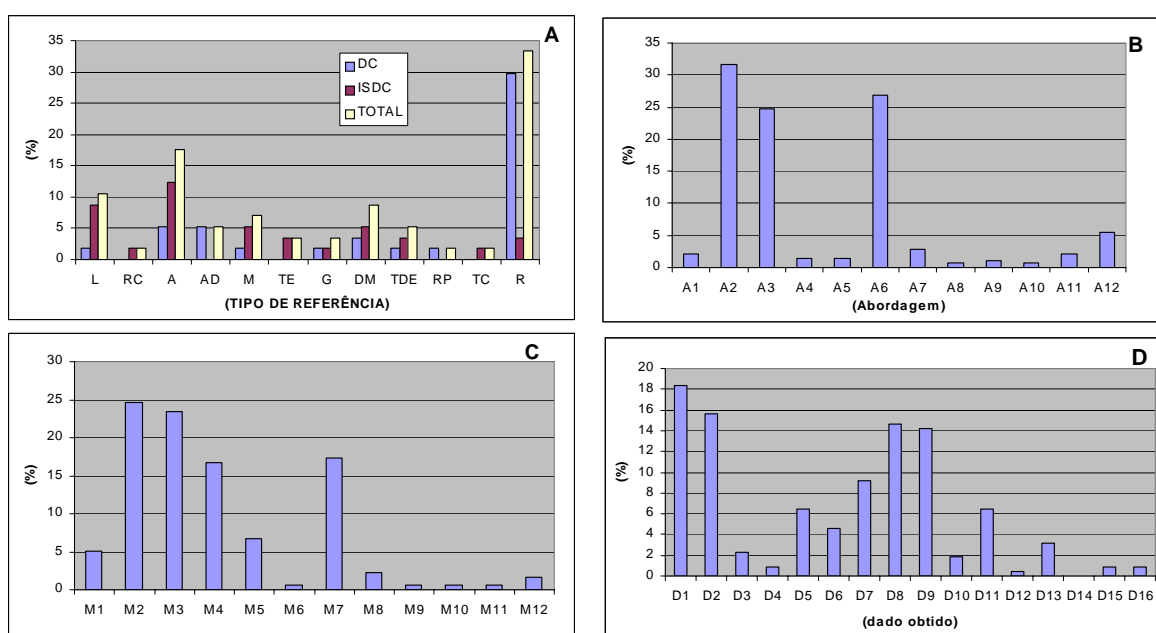 A
35
30
25
20
15
10
5
0
(%)
DC
ISDC
TOTAL
L RC A AD M TE G DM TDE RP TC R
(TIPO DE REFERÊNCIA)
B
35
30
25
20
15
10
5
0
(%)
A1 A2 A3 A4 A5 A6 A7 A8 A9 A10 A11 A12
(Abordagem)
C
30
25
20
15
10
5
0
(%)
M1 M2 M3 M4 M5 M6 M7 M8 M9 M10 M11 M12
D
20
18
16
14
12
10
8
6
4
2
0
(%)
D1 D2 D3 D4 D5 D6 D7 D8 D9 D10 D11 D12 D13 D14 D15 D16
(dado obtido)